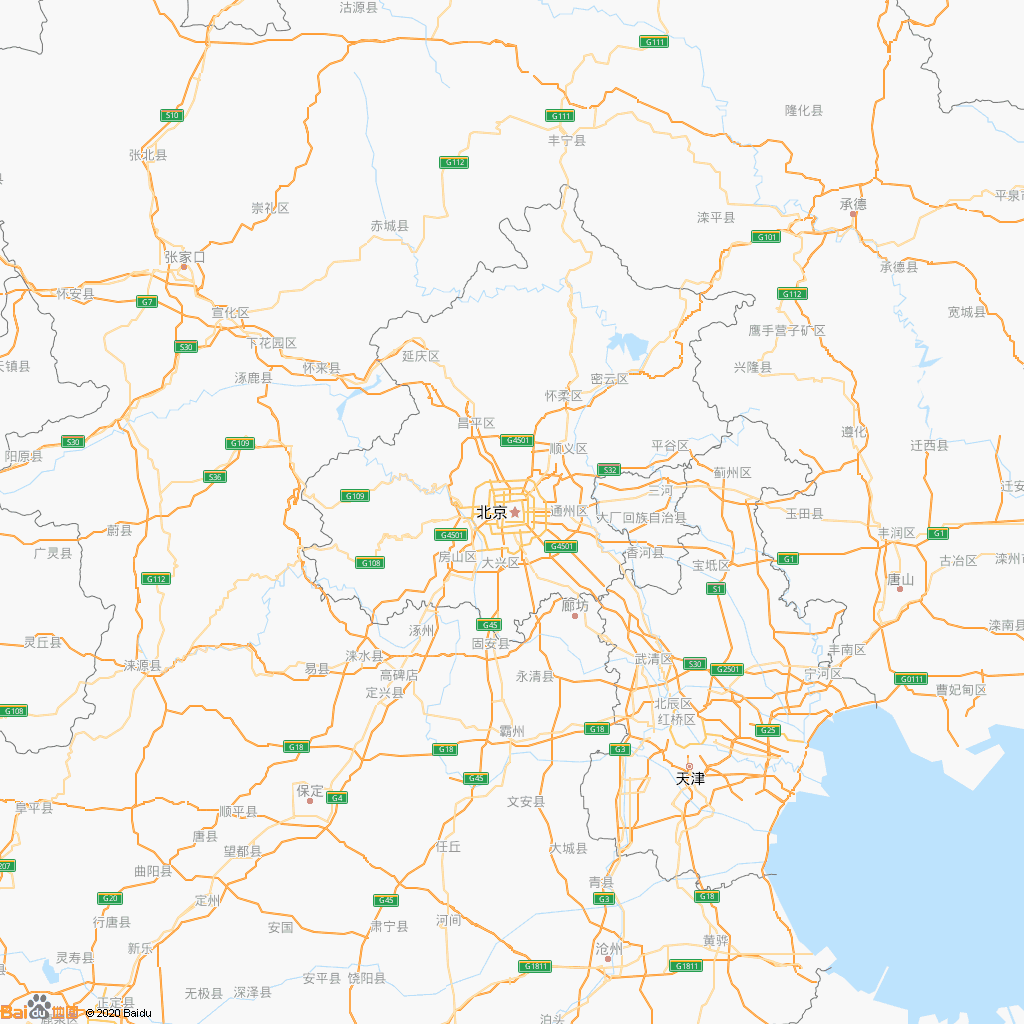 沽源县
G111
S10
G111
隆化县
丰宁县
张北县
G112
平泉市
崇礼区
承德
赤城县
滦平县
G101
张家口
承德县
怀安县
G112
G7
宣化区
宽城县
鹰手营子矿区
下花园区
S30
延庆区
怀来县
兴隆县
天镇县
涿鹿县
密云区
怀柔区
昌平区
遵化
S30
G109
G4501
顺义区
平谷区
迁西县
阳原县
S32
蓟州区
S36
三河
迁安
G109
北京
通州区
玉田县
大厂回族自治县
蔚县
G4501
丰润区
G1
G4501
广灵县
香河县
房山区
G108
大兴区
宝坻区
G1
古冶区
滦州
G112
唐山
S1
廊坊
G45
滦南县
涿州
灵丘县
固安县
丰南区
涞水县
武清区
S30
涞源县
易县
G2501
宁河区
高碑店
永清县
G0111
定兴县
曹妃甸区
北辰区
G108
红桥区
霸州
G18
G25
G18
G18
G3
天津
G45
保定
G4
文安县
阜平县
顺平县
唐县
任丘
望都县
大城县
207
曲阳县
青县
G20
定州
G45
G3
G18
行唐县
安国
肃宁县
河间
新乐
黄骅
沧州
灵寿县
G1811
G1811
安平县
饶阳县
无极县
深泽县
正定县
Bai du 地图
© 2020 Baidu
鹿泉区
泊头